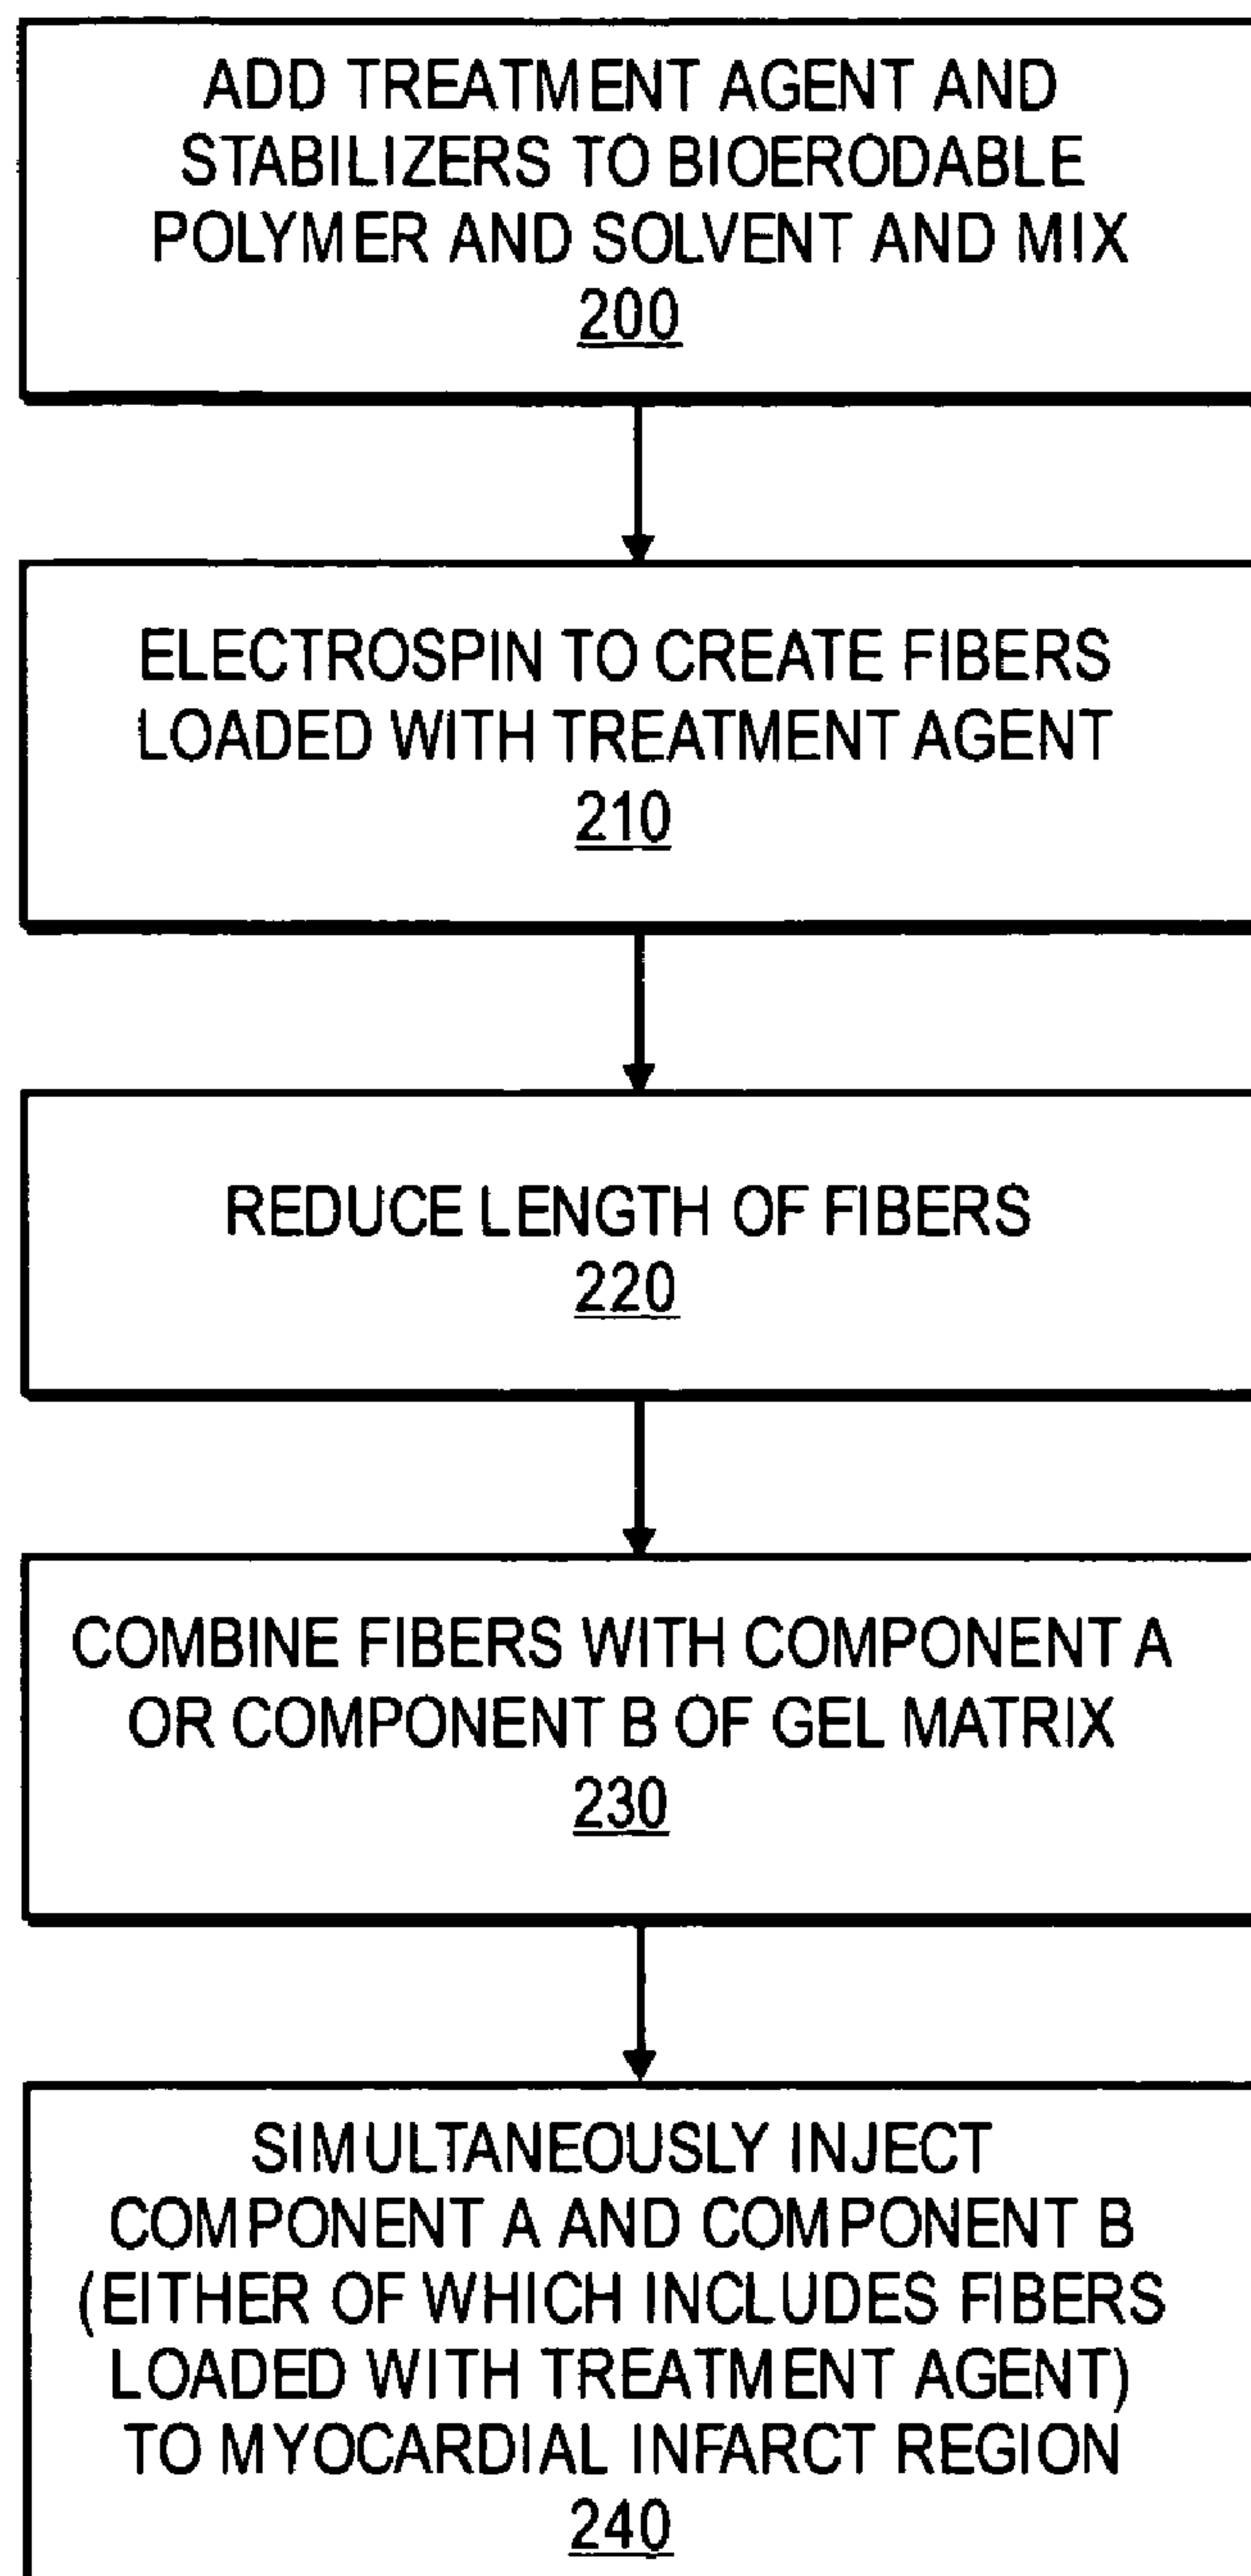 ADD TREATMENT AGENT AND
STABILIZERS TO BIOERODABLE
POLYMER AND SOLVENT AND MIX
200
ELECTROSPIN TO CREATE FIBERS
LOADED WITH TREATMENT AGENT
210
REDUCE LENGTH OF FIBERS
220
COMBINE FIBERS WITH COMPONENT A
OR COMPONENT B OF GEL MATRIX
230
SIMULTANEOUSLY INJECT
COMPONENT A AND COMPONENT B
(EITHER OF WHICH INCLUDES FIBERS
LOADED WITH TREATMENT AGENT)
TO MYOCARDIAL INFARCT REGION
240